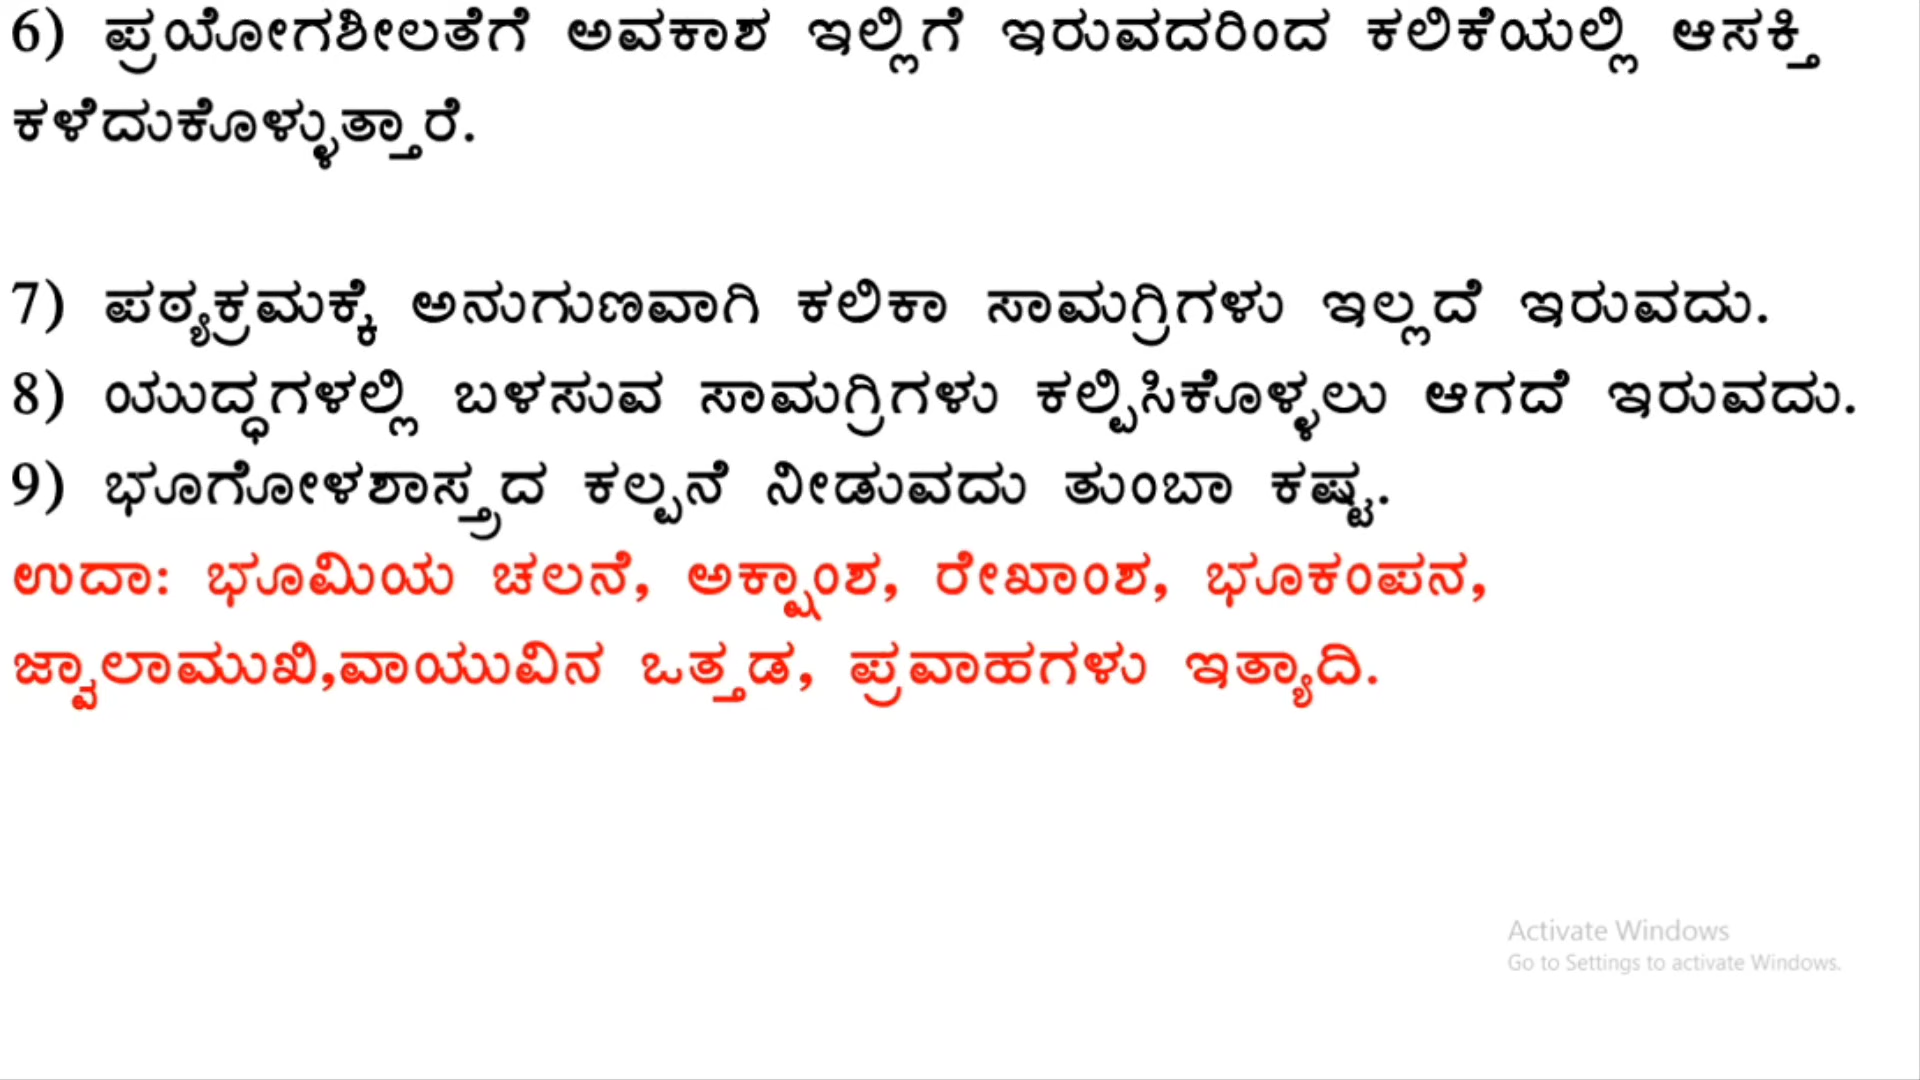 6) ಪ್ರಯೋಗಶೀಲತೆಗೆ ಅವಕಾಶ ಇಲ್ಲಿಗೆ ಇರುವದರಿಂದ ಕಲಿಕೆಯಲ್ಲಿ ಆಸಕ್ತಿ
ಕಳೆದುಕೊಳ್ಳುತ್ತಾರೆ.
7) ಪಠ್ಯಕ್ರಮಕ್ಕೆ ಅನುಗುಣವಾಗಿ ಕಲಿಕಾ ಸಾಮಗ್ರಿಗಳು ಇಲ್ಲದೆ ಇರುವದು.
8) ಯುದ್ಧಗಳಲ್ಲಿ ಬಳಸುವ ಸಾಮಗ್ರಿಗಳು ಕಲ್ಪಿಸಿಕೊಳ್ಳಲು ಆಗದೆ ಇರುವದು.
9) ಭೂಗೋಳಶಾಸ್ತ್ರದ ಕಲ್ಪನೆ ನೀಡುವದು ತುಂಬಾ ಕಷ್ಟ.
ಉದಾ: ಭೂಮಿಯ ಚಲನೆ, ಅಕ್ಷಾಂಶ, ರೇಖಾಂಶ, ಭೂಕಂಪನ,
ಜ್ವಾಲಾಮುಖಿ,ವಾಯುವಿನ ಒತ್ತಡ, ಪ್ರವಾಹಗಳು ಇತ್ಯಾದಿ.
Activate Windows
Go to Settings to activate Windows.